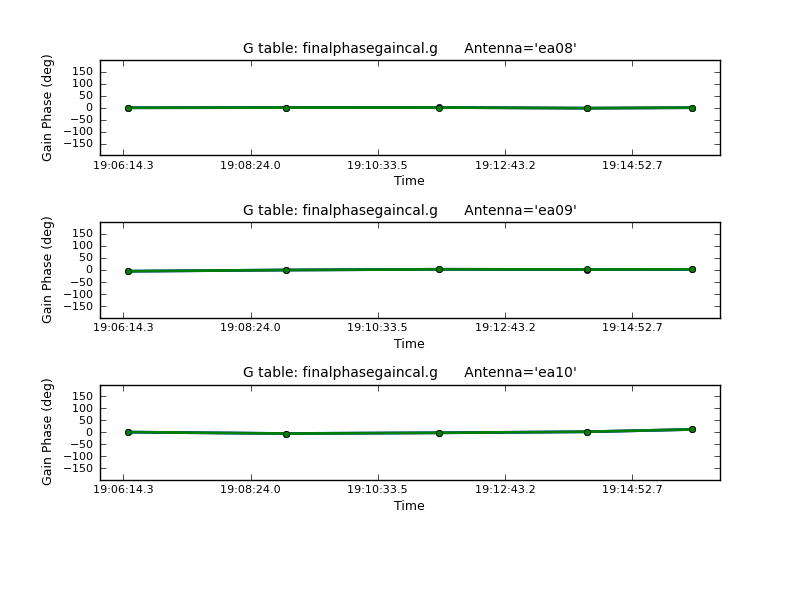 G table: finalphasegaincal.g      Antenna='ea08'
Gain Phase (deg)
150
100
50
0
−50
−100
−150
19:06:14.3 19:08:24.0 19:10:33.5 19:12:43.2 19:14:52.7
Time
G table: finalphasegaincal.g      Antenna='ea09'
Gain Phase (deg)
150
100
50
0
−50
−100
−150
19:06:14.3 19:08:24.0 19:10:33.5 19:12:43.2 19:14:52.7
Time
G table: finalphasegaincal.g      Antenna='ea10'
Gain Phase (deg)
150
100
50
0
−50
−100
−150
19:06:14.3 19:08:24.0 19:10:33.5 19:12:43.2 19:14:52.7
Time